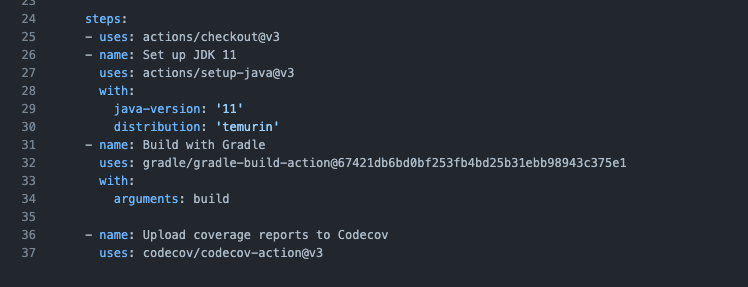 23
24 steps:
25 - uses: actions/checkout@v3
26 - name: Set up JDK 11
27 uses: actions/setup-java@v3
28 with:
29 java-version: '11'
30 distribution: 'temurin'
31 - name: Build with Gradle
32 uses: gradle/gradle-build-action@67421db6bd0bf253fb4bd25b31ebb98943c375e1
33 with:
34 arguments: build
35
36 - name: Upload coverage reports to Codecov
37 uses: codecov/codecov-action@v3